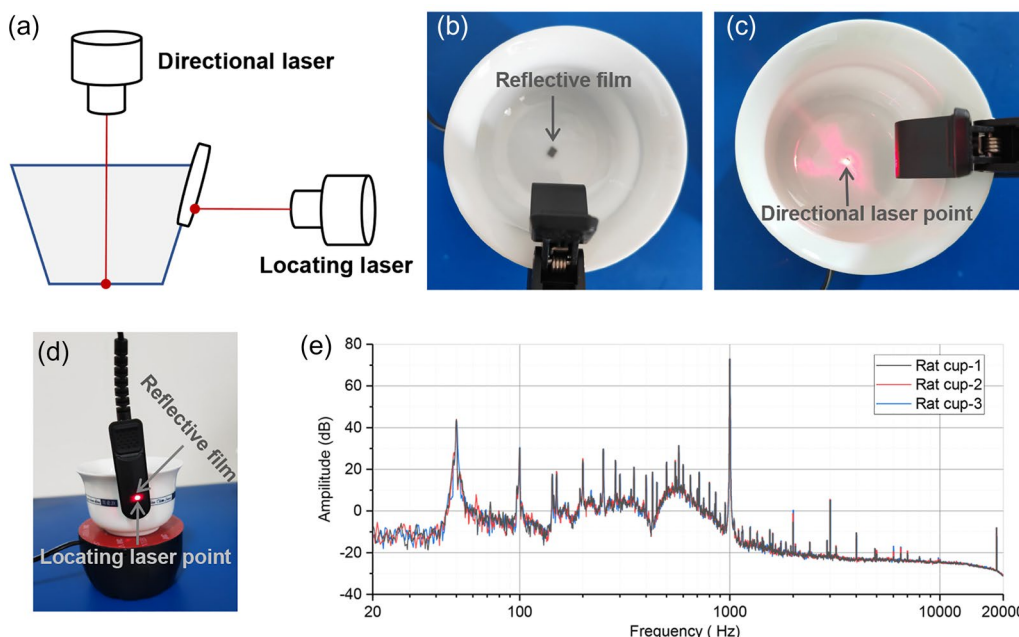 (a)
Directional laser
Locating laser
(b)
Reflective film
(c)
Directional laser point
(d)
Reflective film
Locating laser point
(e)
Amplitude (dB)
80
60
40
20
0
-20
-40
20
100
1000
10000
20000
Frequency ( Hz)
Rat cup-1
Rat cup-2
Rat cup-3